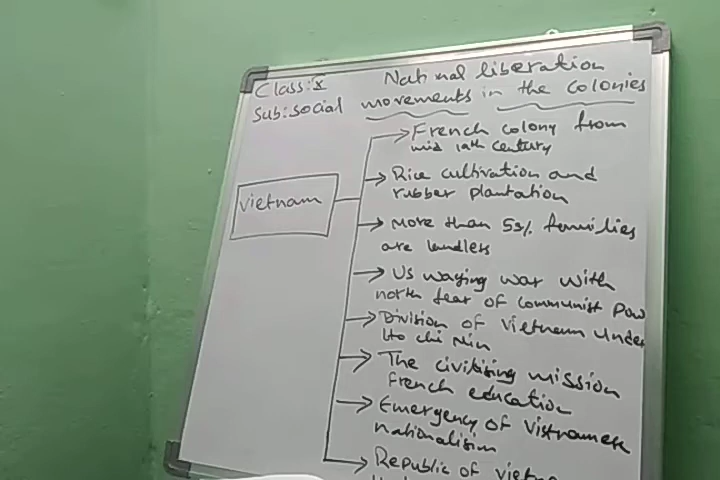 Class: X
Sub: social
National liberation
movements in the colonies
Vietnam
French colony from
mid 19th century
Rice cultivation and
rubber plantation
More than 53% families
are landless
US waging war with
north fear of communist pow
Division of Vietnam under
Ho chi Min
The civilising mission
French education
Emergency of Vietnamese
nationalism
Republic of Vietna